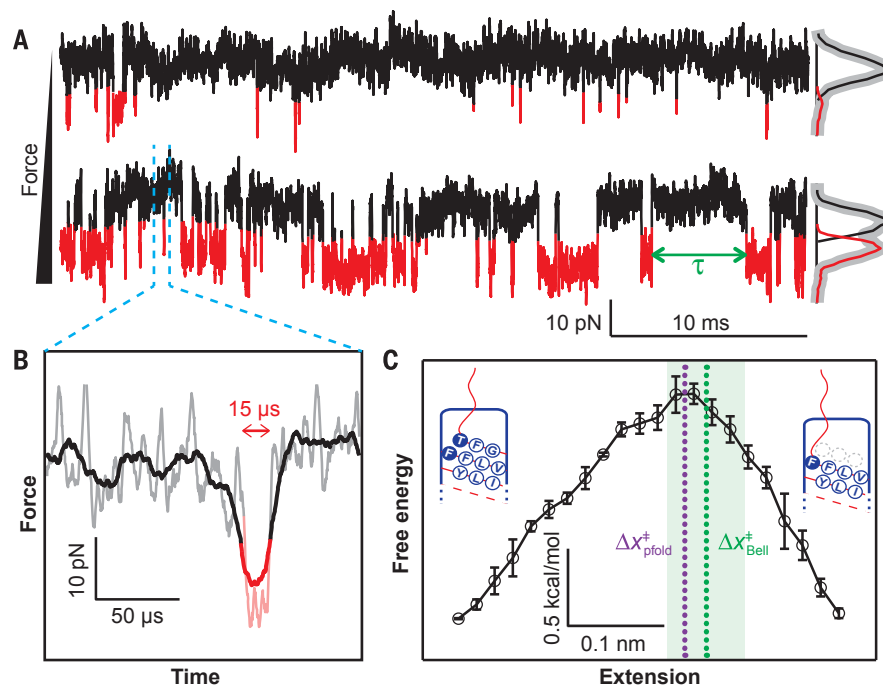 A
Force
τ
10 pN
10 ms
B
15 µs
Force
10 pN
50 µs
Time
C
Free energy
T F G
F F L V
Y L I
F F L V
Y L I
Δx‡pfold
Δx‡Bell
0.5 kcal/mol
0.1 nm
Extension